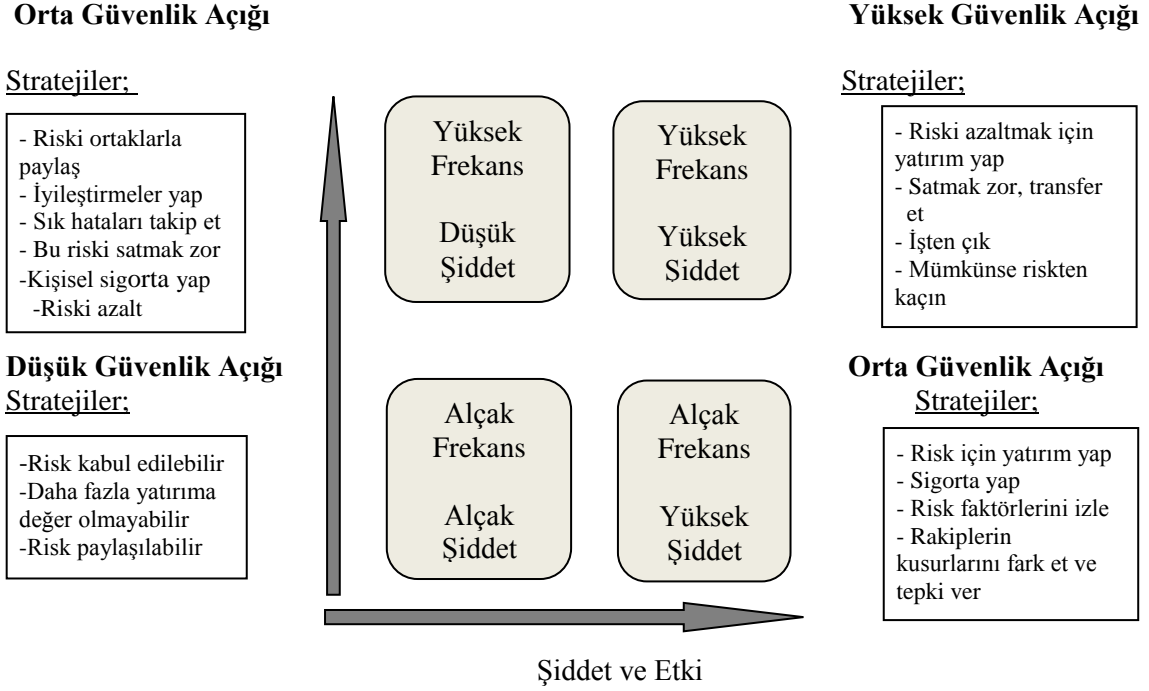 Orta Güvenlik Açığı
Stratejiler;
- Riski ortaklarla
paylaş
- İyileştirmeler yap
- Sık hataları takip et
- Bu riski satmak zor
-Kişisel sigorta yap
-Riski azalt
Yüksek
Frekans
Düşük
Şiddet
Yüksek
Frekans
Yüksek
Şiddet
Yüksek Güvenlik Açığı
Stratejiler;
- Riski azaltmak için
yatırım yap
- Satmak zor, transfer
et
- İşten çık
- Mümkünse riskten
kaçın
Düşük Güvenlik Açığı
Stratejiler;
-Risk kabul edilebilir
-Daha fazla yatırıma
değer olmayabilir
-Risk paylaşılabilir
Alçak
Frekans
Alçak
Şiddet
Alçak
Frekans
Yüksek
Şiddet
Orta Güvenlik Açığı
Stratejiler;
- Risk için yatırım yap
- Sigorta yap
- Risk faktörlerini izle
- Rakiplerin
kusurlarını fark et ve
tepki ver
Şiddet ve Etki